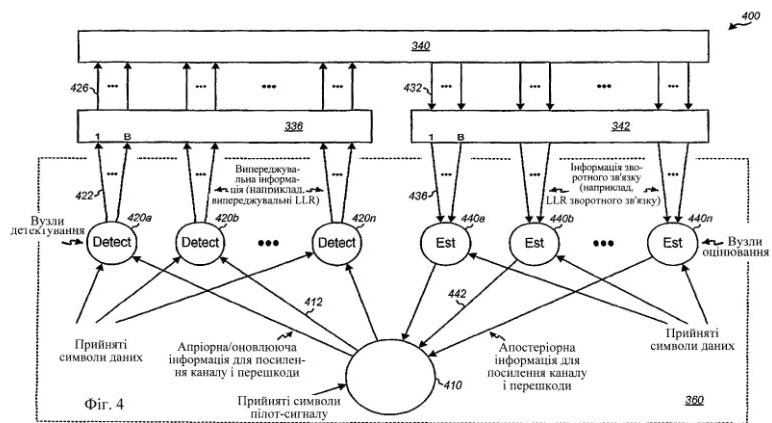 400
340
426
...
...
...
...
432
...
...
...
...
336
342
1
B
1
B
422
...
...
...
436
...
...
...
Випереджува-
льна інформа-
ція (наприклад,
випереджувальні LLR)
Інформація зво-
ротного зв'язку
(наприклад,
LLR зворотного зв'язку)
Вузли
детектування
420a
420b
420n
440a
440b
440n
Detect
Detect
...
Detect
Est
Est
...
Est
Вузли
оцінювання
412
442
Прийняті
символи даних
Апріорна/оновлююча
інформація для посилен-
ня каналу і перешкоди
Апостеріорна
інформація для
посилення каналу
і перешкоди
Прийняті
символи даних
410
Прийняті символи
пілот-сигналу
Фіг. 4
360